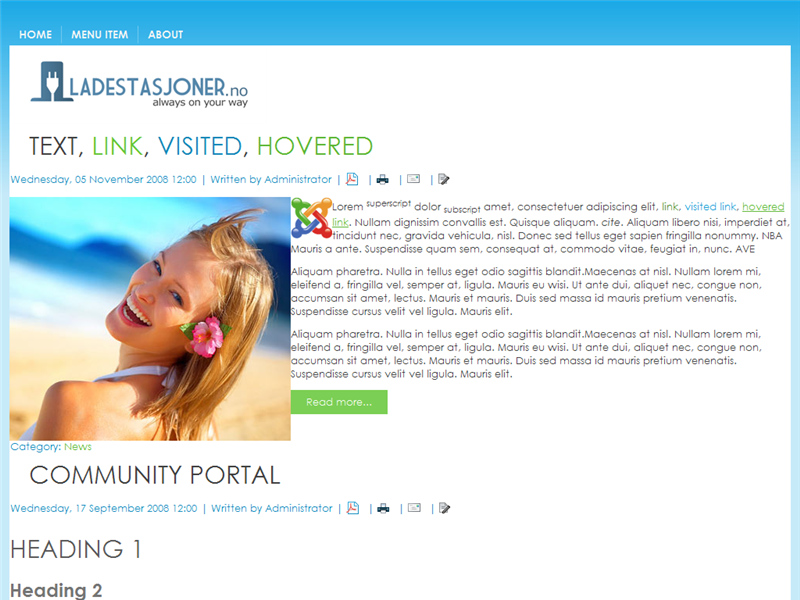 HOME MENU ITEM ABOUT
LADESTASJONER.no
always on your way
TEXT, LINK, VISITED, HOVERED
Wednesday, 05 November 2008 12:00 | Written by Administrator | | | |
Lorem superscript dolor subscript amet, consectetuer adipiscing elit, link, visited link, hovered
link. Nullam dignissim convallis est. Quisque aliquam. cite. Aliquam libero nisi, imperdiet at,
tincidunt nec, gravida vehicula, nisl. Donec sed tellus eget sapien fringilla nonummy. NBA
Mauris a ante. Suspendisse quam sem, consequat at, commodo vitae, feugiat in, nunc. AVE
Aliquam pharetra. Nulla in tellus eget odio sagittis blandit.Maecenas at nisl. Nullam lorem mi,
eleifend a, fringilla vel, semper at, ligula. Mauris eu wisi. Ut ante dui, aliquet nec, congue non,
accumsan sit amet, lectus. Mauris et mauris. Duis sed massa id mauris pretium venenatis.
Suspendisse cursus velit vel ligula. Mauris elit.
Aliquam pharetra. Nulla in tellus eget odio sagittis blandit.Maecenas at nisl. Nullam lorem mi,
eleifend a, fringilla vel, semper at, ligula. Mauris eu wisi. Ut ante dui, aliquet nec, congue non,
accumsan sit amet, lectus. Mauris et mauris. Duis sed massa id mauris pretium venenatis.
Suspendisse cursus velit vel ligula. Mauris elit.
Read more...
Category: News
COMMUNITY PORTAL
Wednesday, 17 September 2008 12:00 | Written by Administrator | | | |
HEADING 1
Heading 2